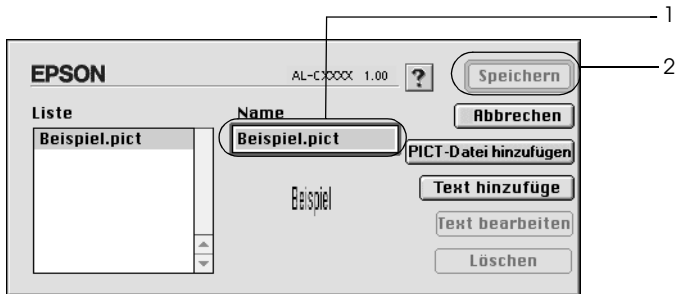 1
EPSON
AL-CXXXX 1.00
?
Speichern
2
Liste
Name
Abbrechen
Beispiel.pict
Beispiel.pict
PICT-Datei hinzufügen
Beispiel
Text hinzufüge
Text bearbeiten
Löschen